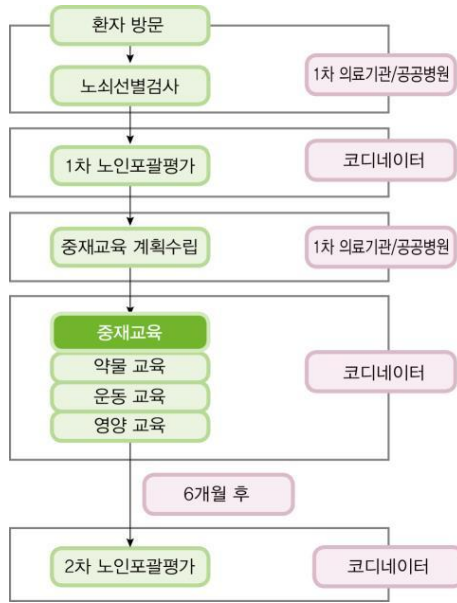 환자 방문
노쇠선별검사
1차 의료기관/공공병원
1차 노인포괄평가
코디네이터
중재교육 계획수립
1차 의료기관/공공병원
중재교육
약물 교육
운동 교육
영양 교육
코디네이터
6개월 후
2차 노인포괄평가
코디네이터